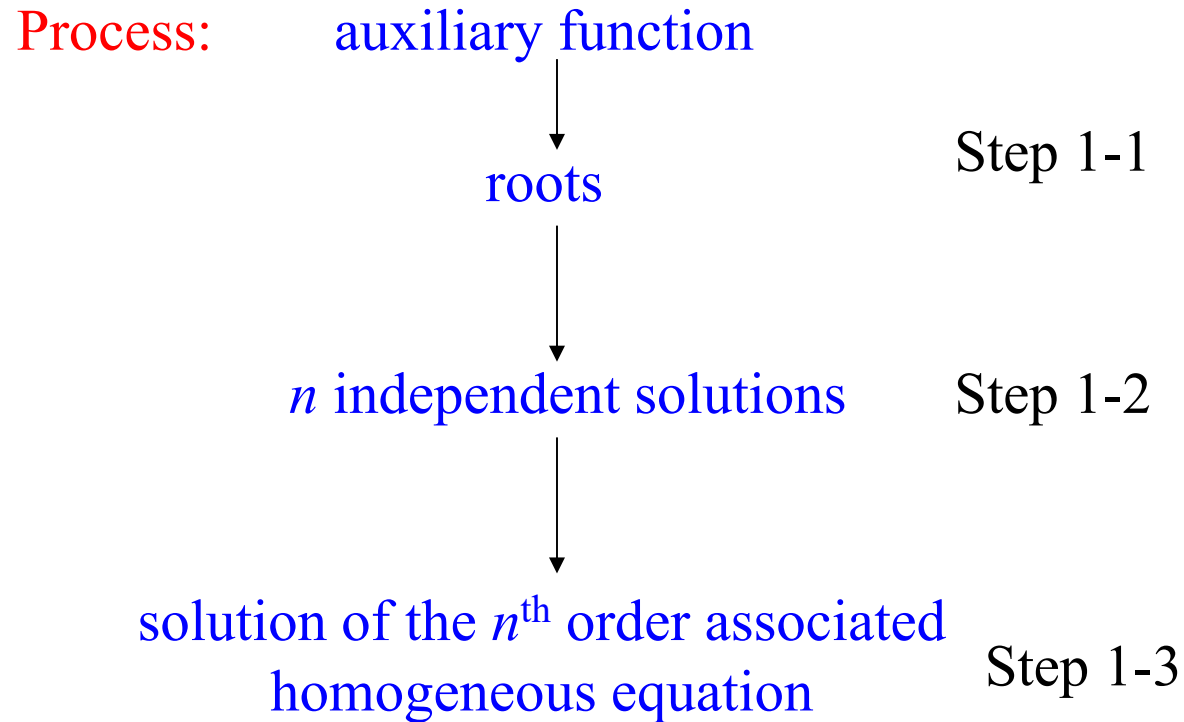 Process: auxiliary function
Step 1-1
roots
n independent solutions Step 1-2
solution of the nth order associated
homogeneous equation Step 1-3